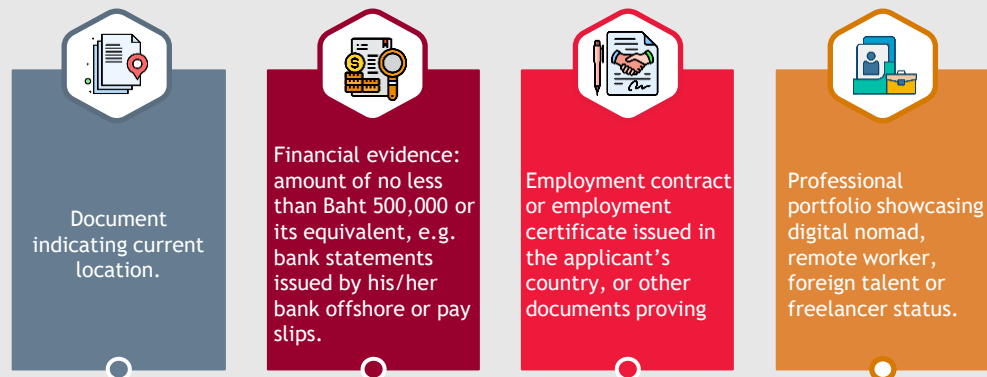 Document
indicating current
location.
Financial evidence:
amount of no less
than Baht 500,000 or
its equivalent, e.g.
bank statements
issued by his/her
bank offshore or pay
slips.
Employment contract
or employment
certificate issued in
the applicant's
country, or other
documents proving
Professional
portfolio showcasing
digital nomad,
remote worker,
foreign talent or
freelancer status.